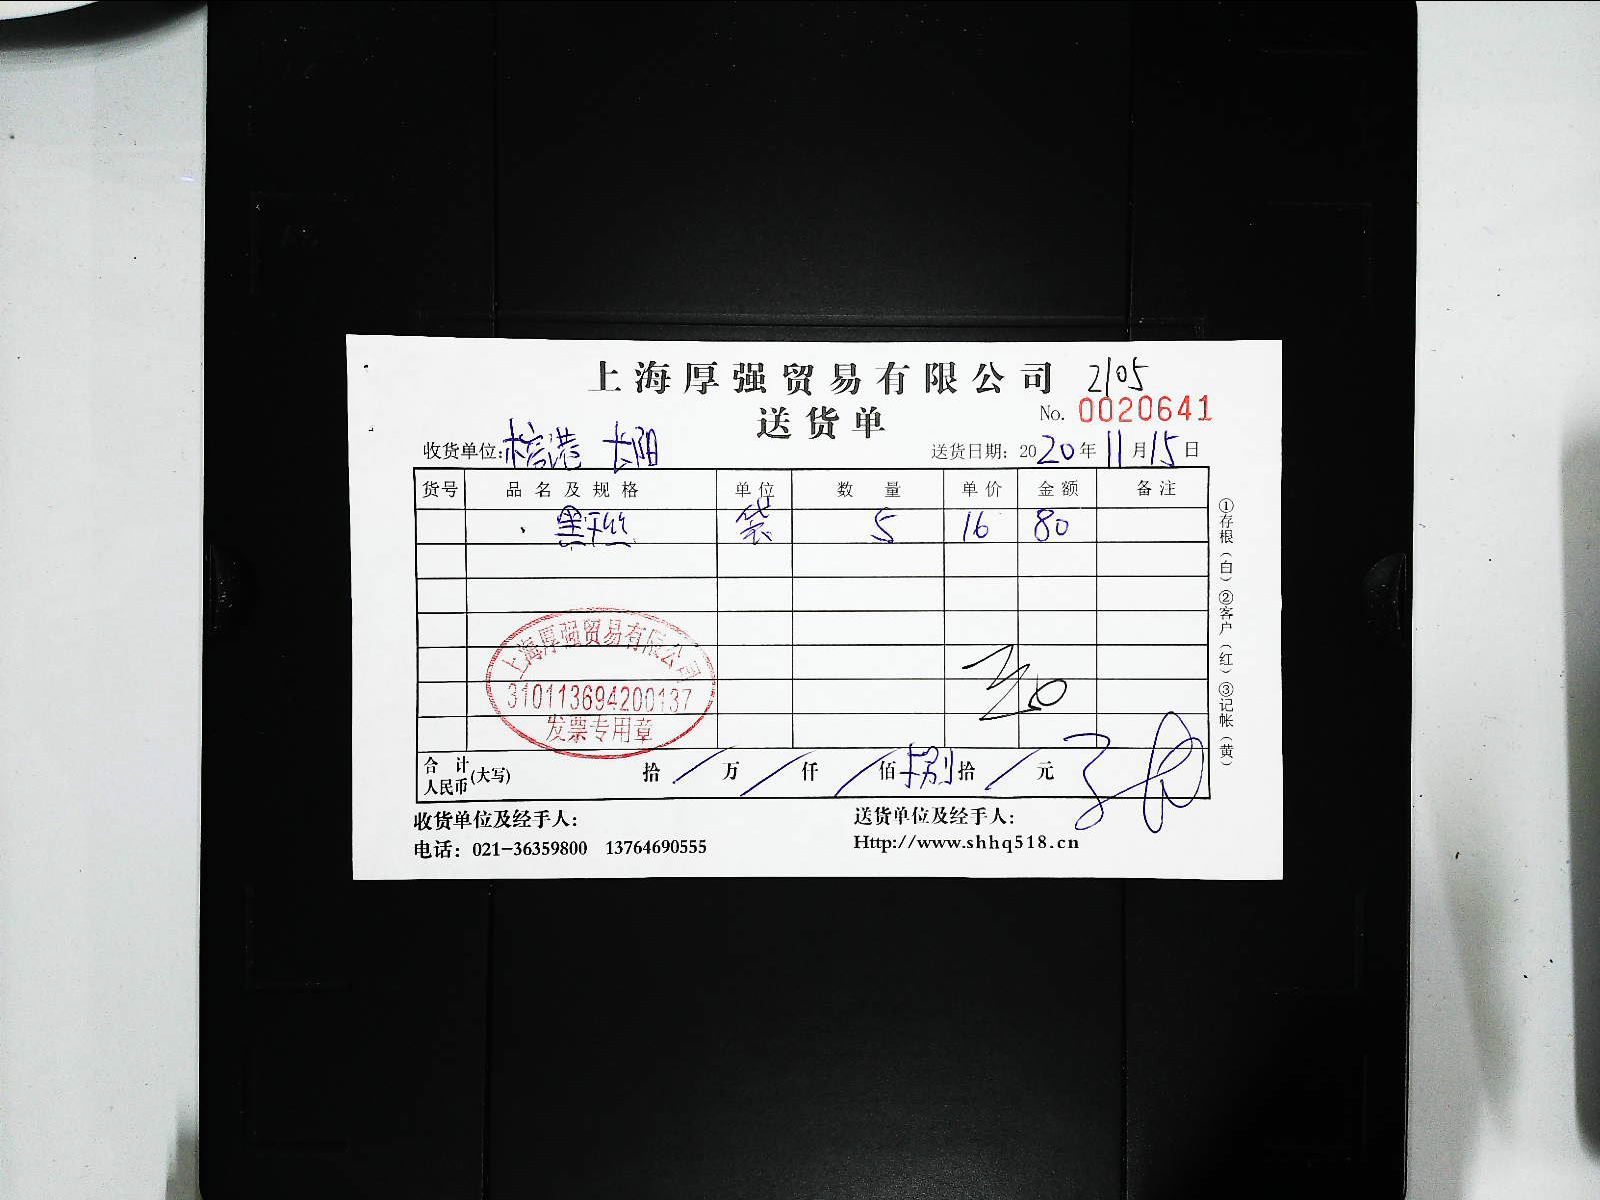 上海厚强贸易有限公司 2105
送货单 No. 0020641
收货单位: 长阳 送货日期: 2020年11月15日
货号 品名及规格 单位 数量 单价 金额 备注
黑千丝 袋 5 16 80
①存根(白)②客户(红)③记帐(黄)
上海厚强贸易有限公司
310113694200137
发票专用章
合计人民币(大写) 拾 / 万 / 仟 / 佰 捌 拾 / 元
收货单位及经手人: 送货单位及经手人:
电话: 021-36359800 13764690555 Http://www.shhq518.cn